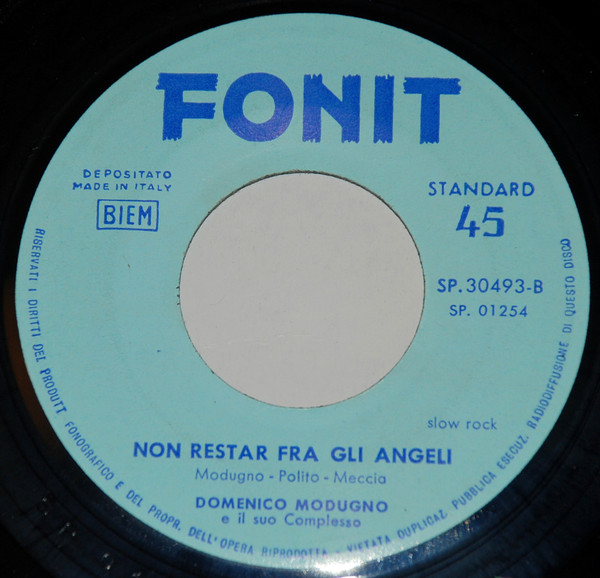 FONIT
DEPOSITATO
MADE IN ITALY
BIEM
STANDARD
45
SP.30493-B
SP. 01254
slow rock
NON RESTAR FRA GLI ANGELI
Modugno - Polito - Meccia
DOMENICO MODUGNO
e il suo Complesso
RISERVATI I DIRITTI DEL PRODUTT FONOGRAFICO E DEL PROPR. DELL'OPERA RIPRODOTTA - VIETATA DUPLICAZ. PUBBLICA ESECUZ. RADIODIFFUSIONE DI QUESTO DISCO